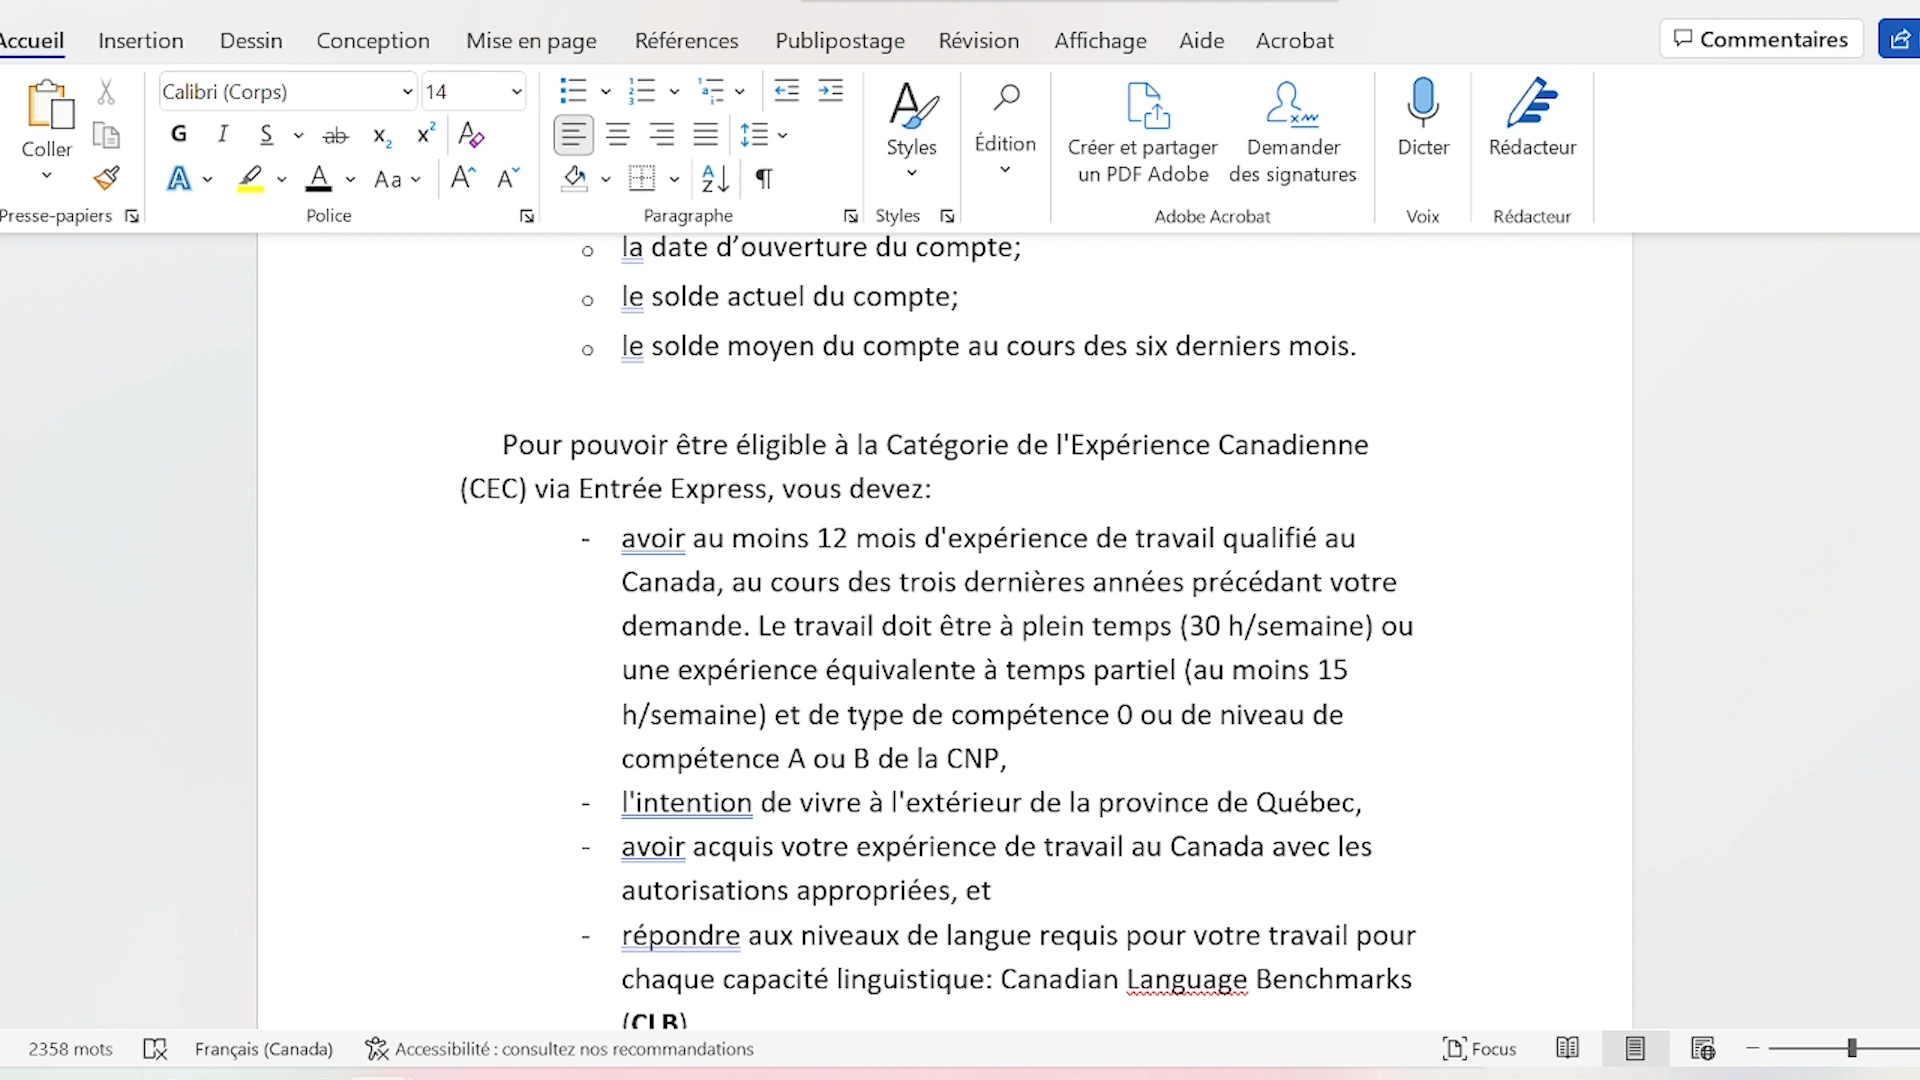 Accueil Insertion Dessin Conception Mise en page Références Publipostage Révision Affichage Aide Acrobat Commentaires
Calibri (Corps) 14
G I S ab x₂ x² A
Coller Styles Édition Créer et partager Demander Dicter Rédacteur
un PDF Adobe des signatures
A A Aa A A A Z ¶
Presse-papiers Police Paragraphe Styles Adobe Acrobat Voix Rédacteur
o la date d’ouverture du compte;
o le solde actuel du compte;
o le solde moyen du compte au cours des six derniers mois.
Pour pouvoir être éligible à la Catégorie de l'Expérience Canadienne
(CEC) via Entrée Express, vous devez:
- avoir au moins 12 mois d'expérience de travail qualifié au
Canada, au cours des trois dernières années précédant votre
demande. Le travail doit être à plein temps (30 h/semaine) ou
une expérience équivalente à temps partiel (au moins 15
h/semaine) et de type de compétence 0 ou de niveau de
compétence A ou B de la CNP,
- l'intention de vivre à l'extérieur de la province de Québec,
- avoir acquis votre expérience de travail au Canada avec les
autorisations appropriées, et
- répondre aux niveaux de langue requis pour votre travail pour
chaque capacité linguistique: Canadian Language Benchmarks
(CLB)
2358 mots Français (Canada) Accessibilité : consultez nos recommandations Focus